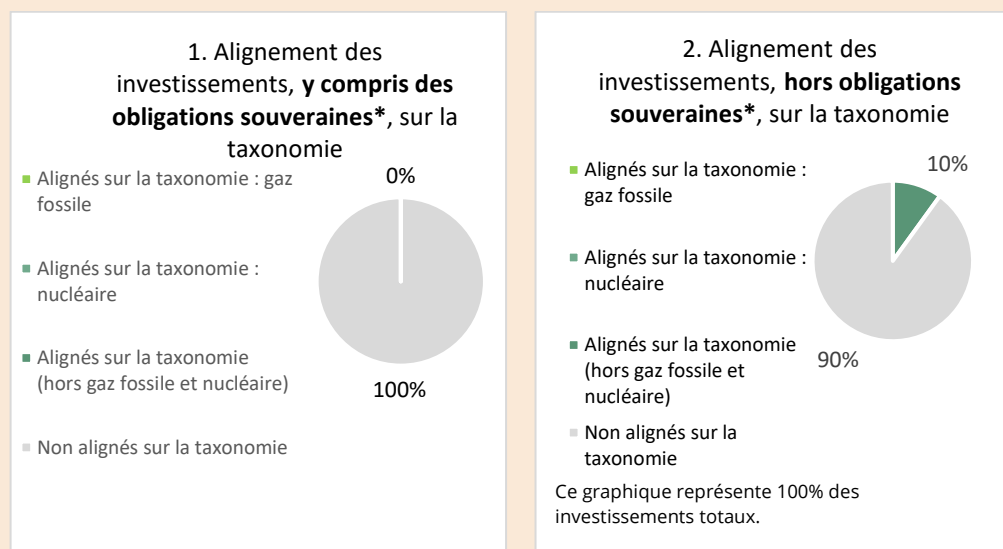 1. Alignement des
investissements, y compris des
obligations souveraines*, sur la
taxonomie
Alignés sur la taxonomie : gaz
fossile
Alignés sur la taxonomie :
nucléaire
Alignés sur la taxonomie
(hors gaz fossile et nucléaire)
Non alignés sur la taxonomie
0%
100%
2. Alignement des
investissements, hors obligations
souveraines*, sur la taxonomie
Alignés sur la taxonomie :
gaz fossile
Alignés sur la taxonomie :
nucléaire
Alignés sur la taxonomie
(hors gaz fossile et
nucléaire)
Non alignés sur la
taxonomie
10%
90%
Ce graphique représente 100% des
investissements totaux.